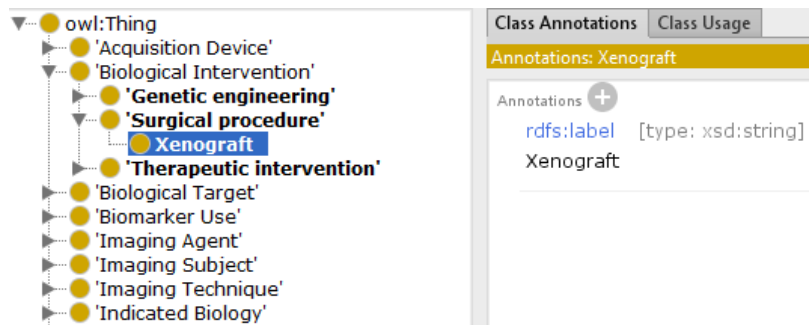 owl:Thing
'Acquisition Device'
'Biological Intervention'
'Genetic engineering'
'Surgical procedure'
Xenograft
'Therapeutic intervention'
'Biological Target'
'Biomarker Use'
'Imaging Agent'
'Imaging Subject'
'Imaging Technique'
'Indicated Biology'
Class Annotations Class Usage
Annotations: Xenograft
Annotations
rdfs:label [type: xsd:string]
Xenograft